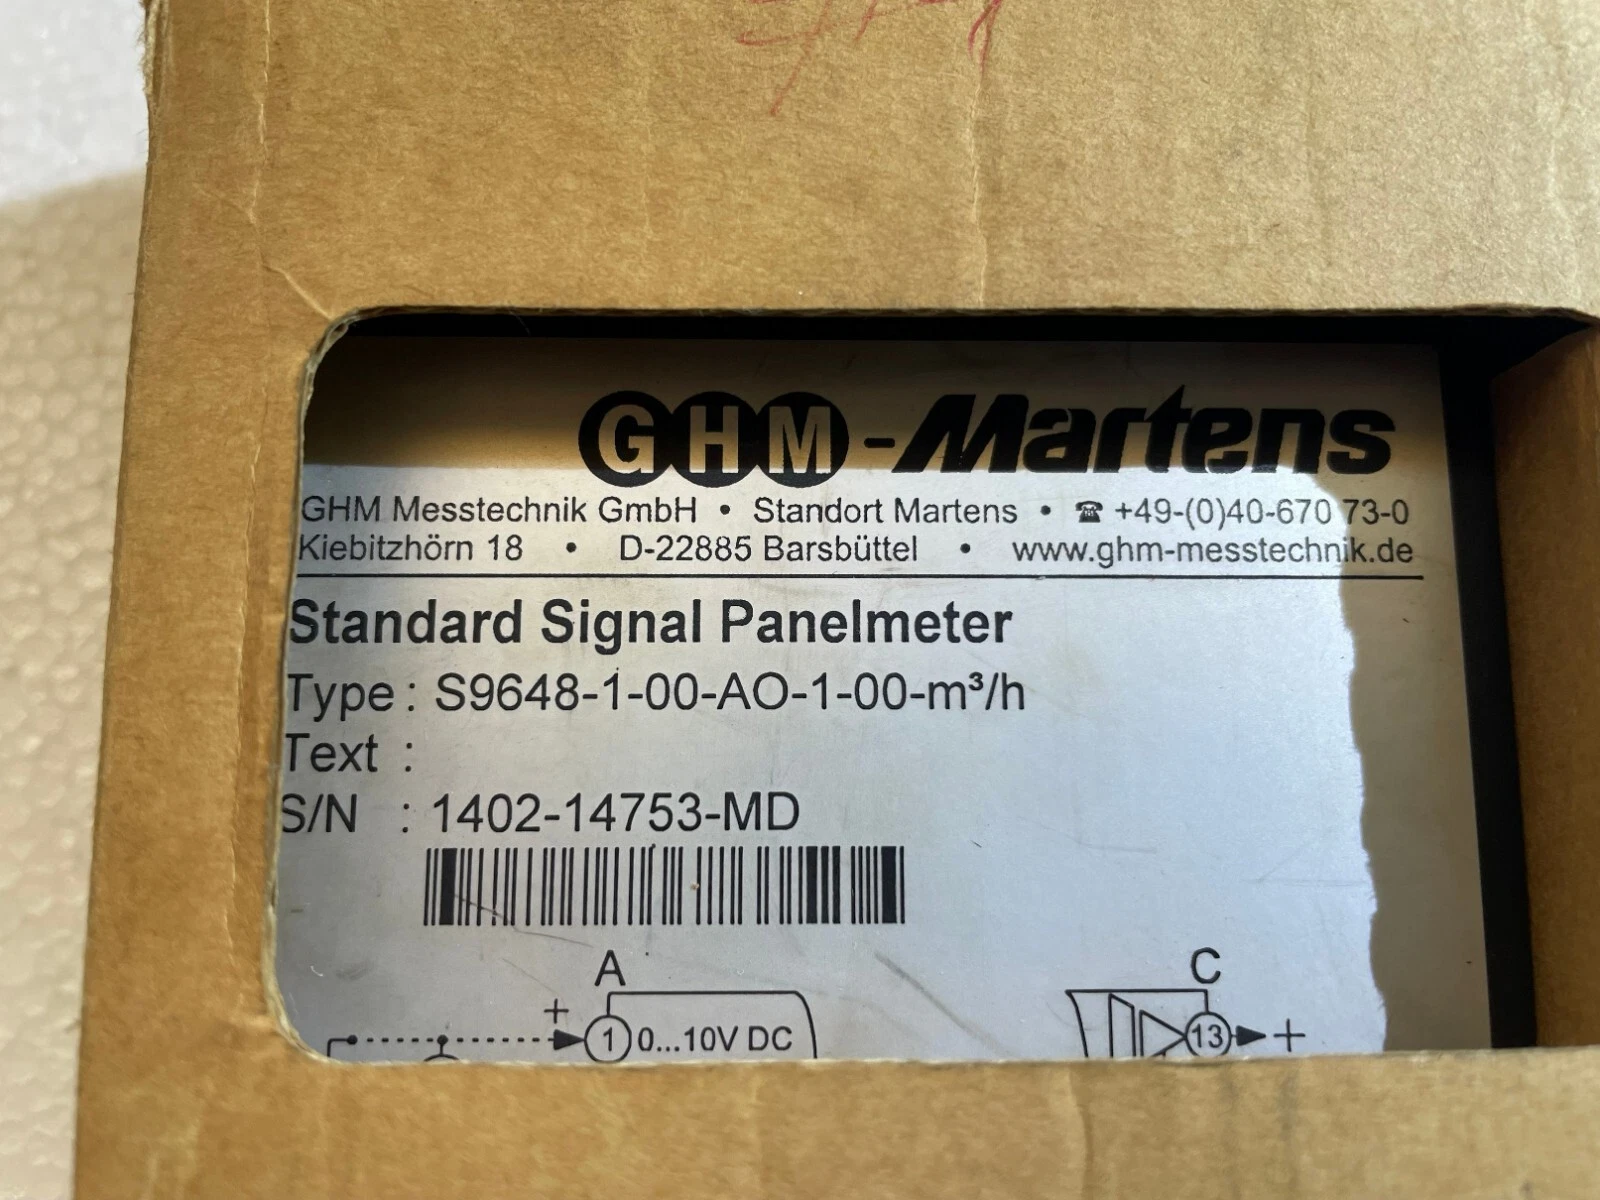 GHM-Martens
GHM Messtechnik GmbH • Standort Martens • ☎ +49-(0)40-670 73-0
Kiebitzhörn 18 • D-22885 Barsbüttel • www.ghm-messtechnik.de
Standard Signal Panelmeter
Type : S9648-1-00-AO-1-00-m³/h
Text :
S/N : 1402-14753-MD
A C
+ 1 0...10V DC 13 +